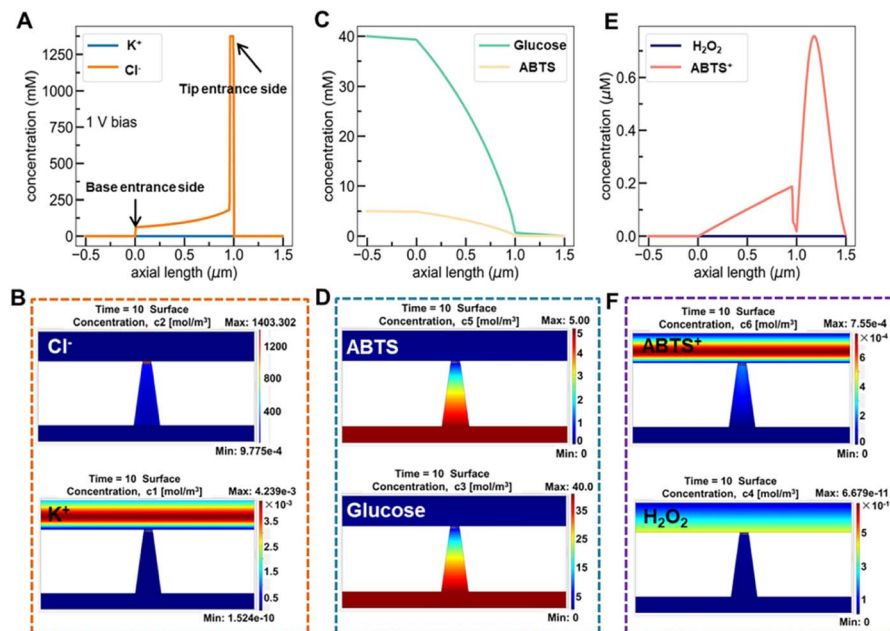 A
concentration (mM)
1250
1000
750
500
250
0
K⁺
Cl⁻
Tip entrance side
1 V bias
Base entrance side
−0.5 0.0 0.5 1.0 1.5
axial length (μm)
C
concentration (mM)
40
30
20
10
0
Glucose
ABTS
−0.5 0.0 0.5 1.0 1.5
axial length (μm)
E
concentration (μM)
0.6
0.4
0.2
0.0
H₂O₂
ABTS⁺
−0.5 0.0 0.5 1.0 1.5
axial length (μm)
B
Time = 10 Surface
Concentration, c2 [mol/m³] Max: 1403.302
Cl⁻
1200
800
400
Min: 9.775e-4
Time = 10 Surface
Concentration, c1 [mol/m³] Max: 4.239e-3
×10⁻³
K⁺
3.5
2.5
1.5
0.5
Min: 1.524e-10
D
Time = 10 Surface
Concentration, c5 [mol/m³] Max: 5.00
ABTS
5
4
3
2
1
0
Min: 0
Time = 10 Surface
Concentration, c3 [mol/m³] Max: 40.0
Glucose
35
25
15
5
Min: 0
F
Time = 10 Surface
Concentration, c6 [mol/m³] Max: 7.55e-4
×10⁻⁴
ABTS⁺
6
4
2
0
Min: 0
Time = 10 Surface
Concentration, c4 [mol/m³] Max: 6.679e-11
H₂O₂
5
3
1
Min: 0